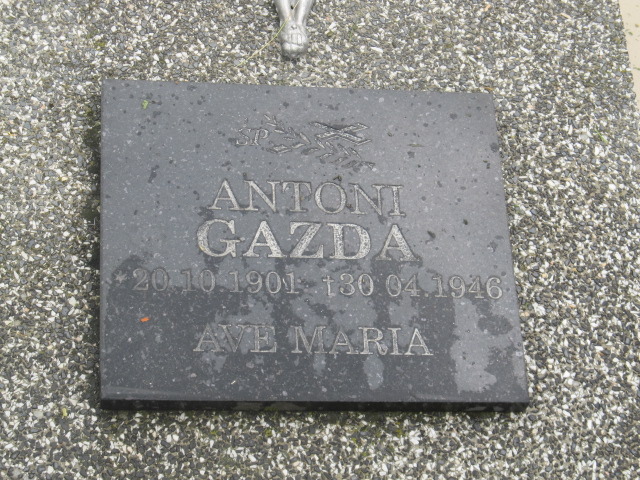 SP
ANTONI
GAZDA
*20.10 1901 †30 04.1946
AVE MARIA